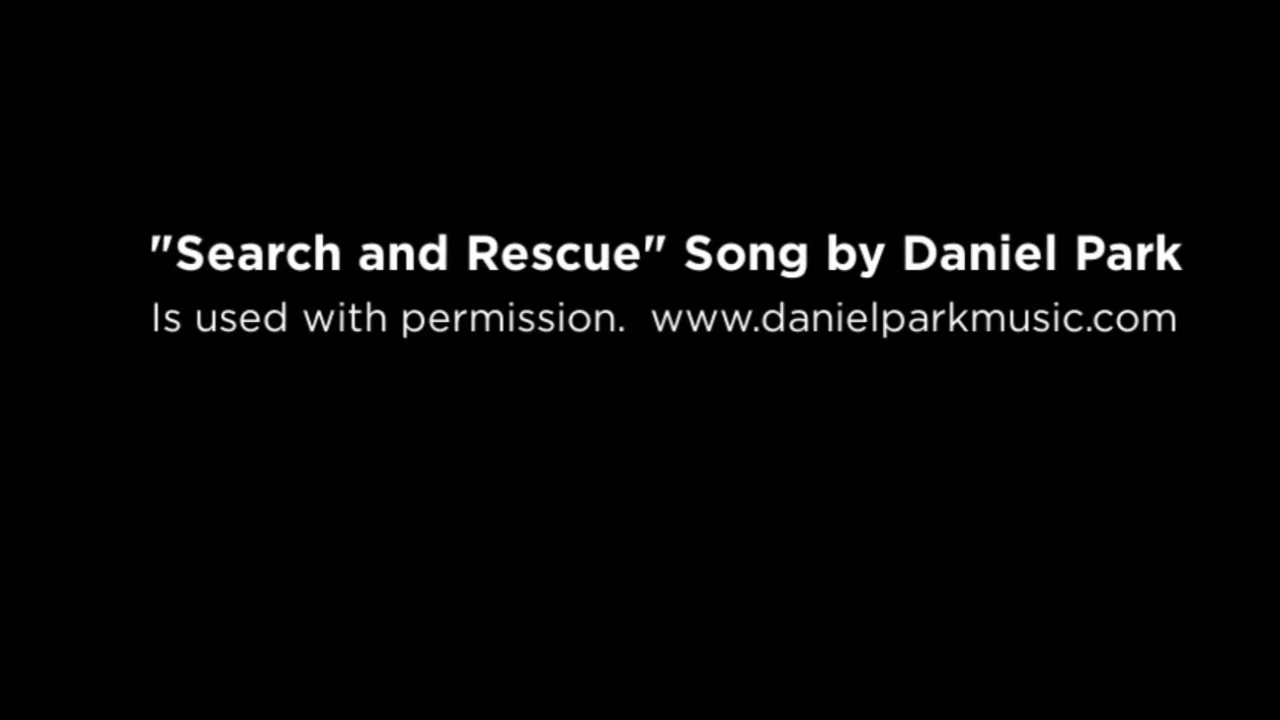 "Search and Rescue" Song by Daniel Park
Is used with permission.  www.danielparkmusic.com